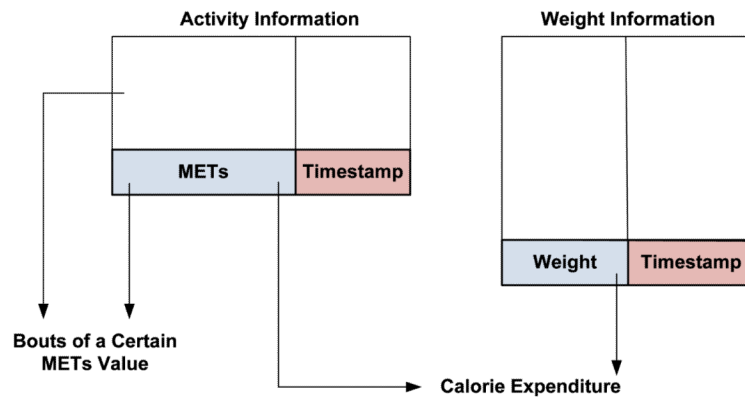 Activity Information
Weight Information
METs
Timestamp
Weight
Timestamp
Bouts of a Certain
METs Value
Calorie Expenditure